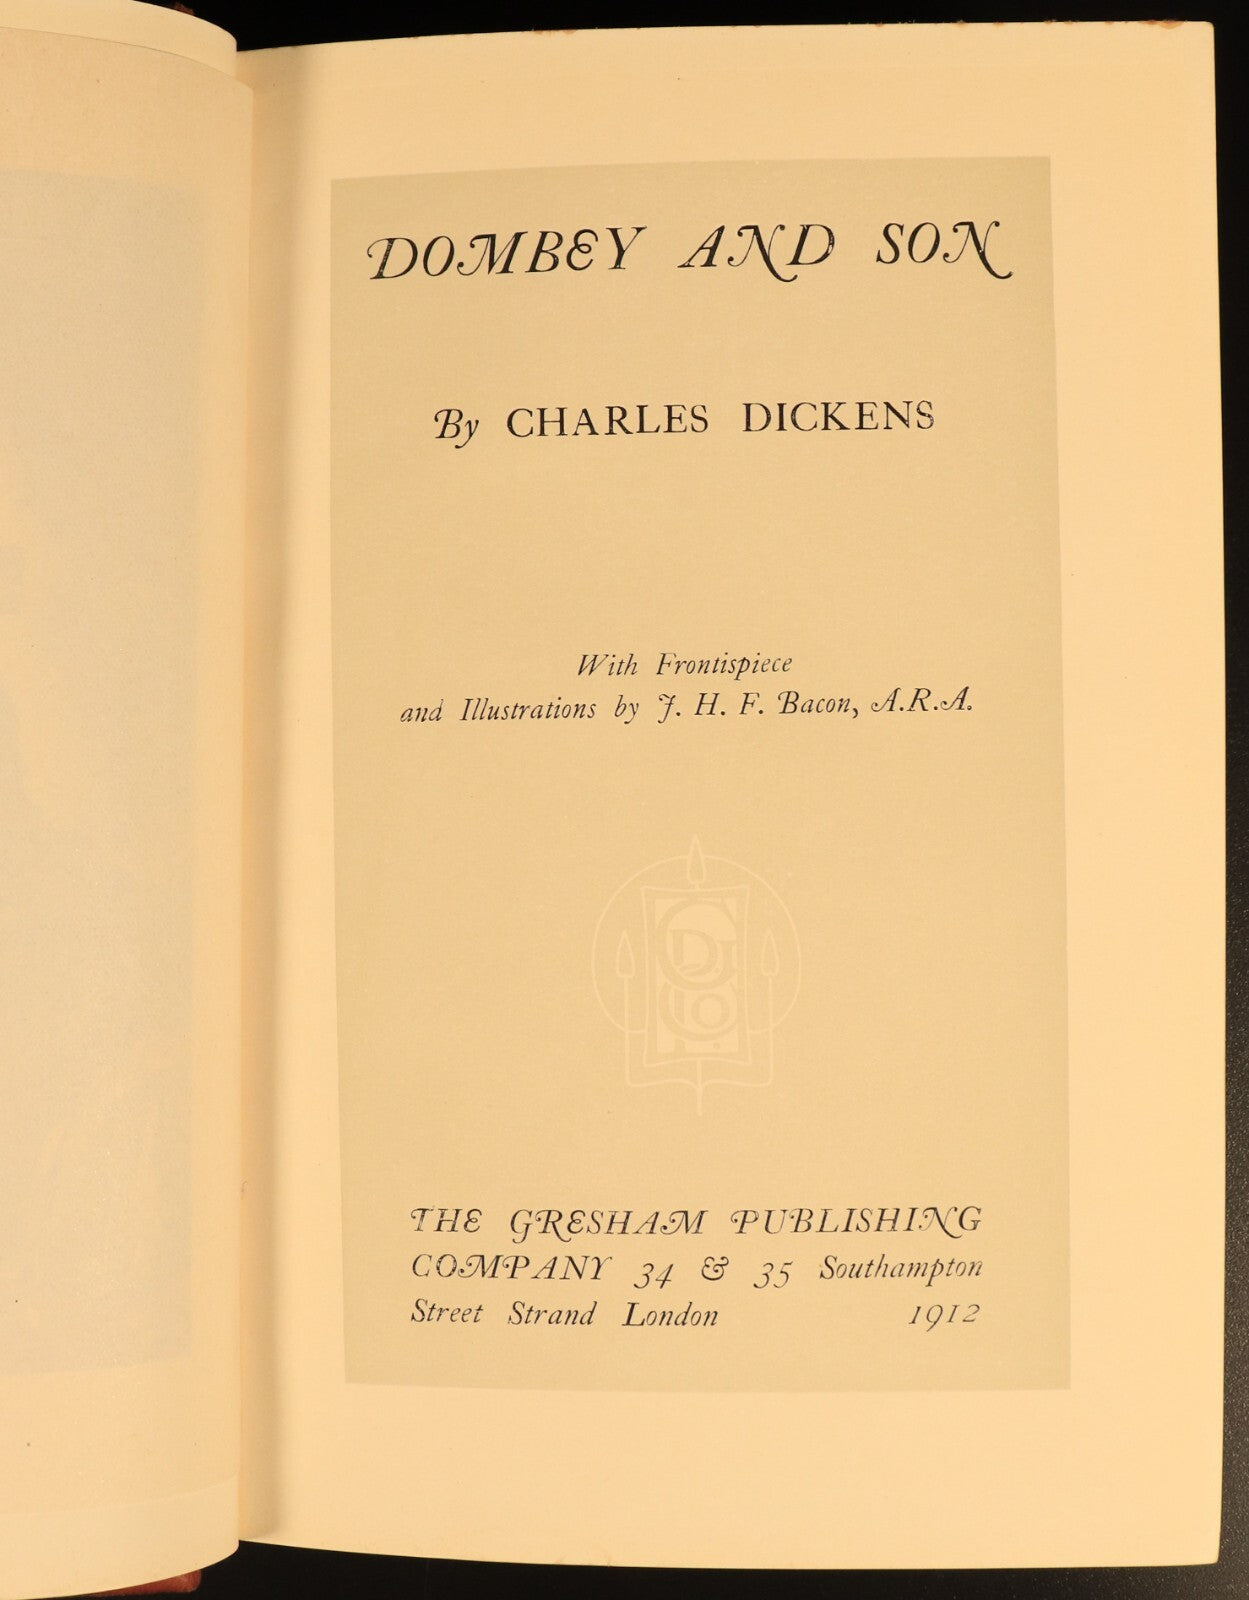 DOMBEY AND SON
By CHARLES DICKENS
With Frontispiece
and Illustrations by J. H. F. Bacon, A.R.A.
THE GRESHAM PUBLISHING
COMPANY 34 & 35 Southampton
Street Strand London 1912